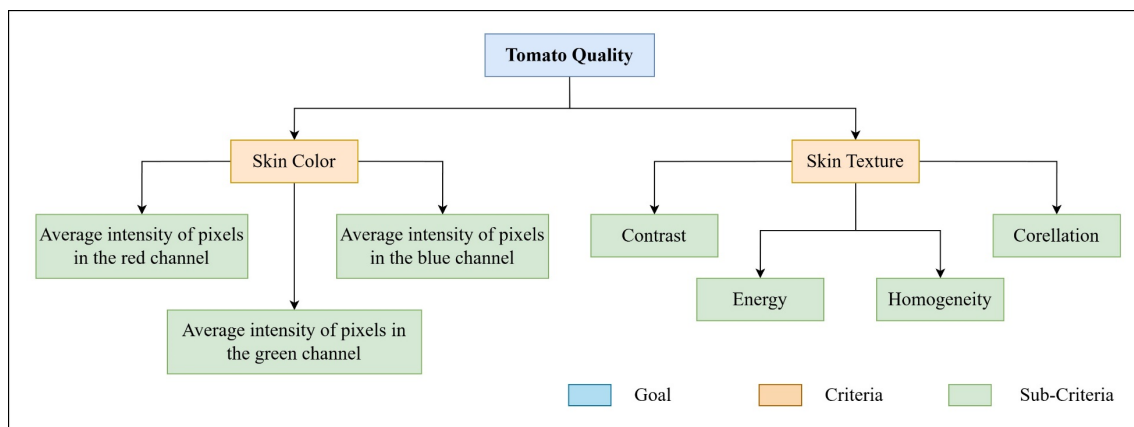 Tomato Quality
Skin Color
Skin Texture
Average intensity of pixels
in the red channel
Average intensity of pixels
in the blue channel
Average intensity of pixels in
the green channel
Contrast
Corellation
Energy
Homogeneity
Goal
Criteria
Sub-Criteria